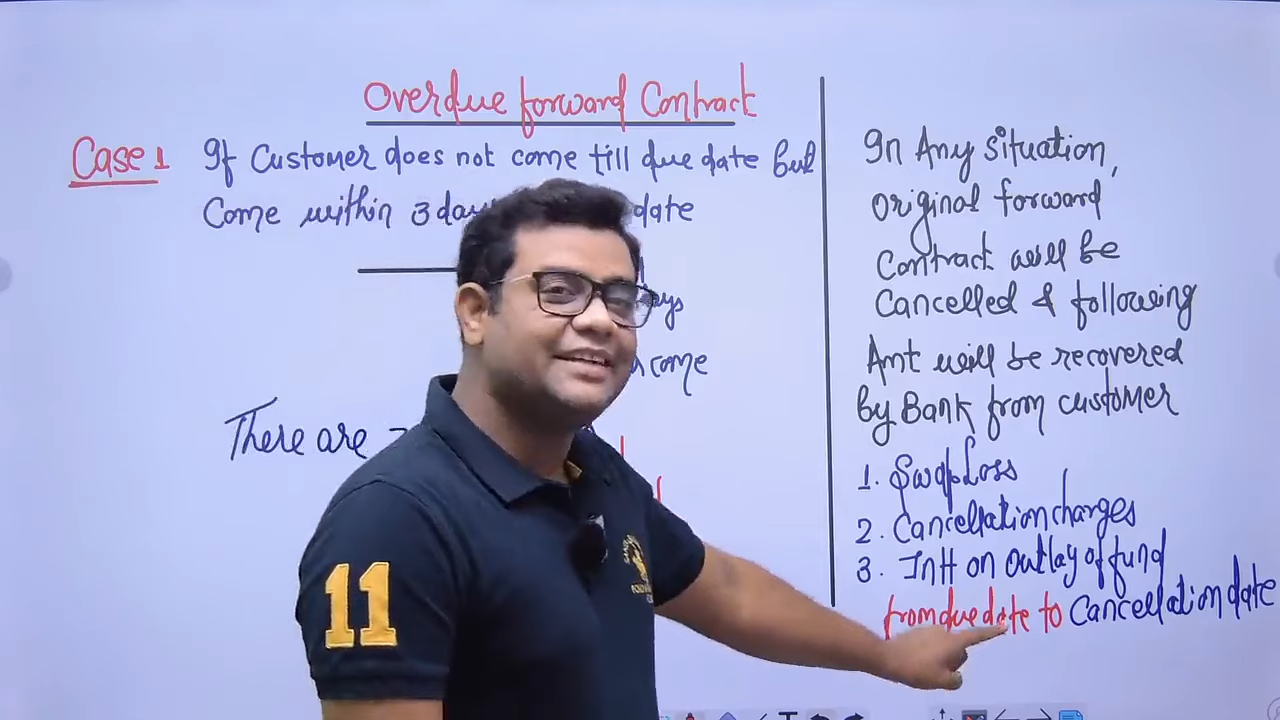 Overdue forward Contract
Case 1 If Customer does not come till due date but
Come within 3 date
ays
come
There are
In Any situation,
original forward
Contract will be
Cancelled & following
Amt will be recovered
by Bank from customer
1. Swap Loss
2. Cancellation charges
3. Intt on outlay of fund
from due date to Cancellation date
11